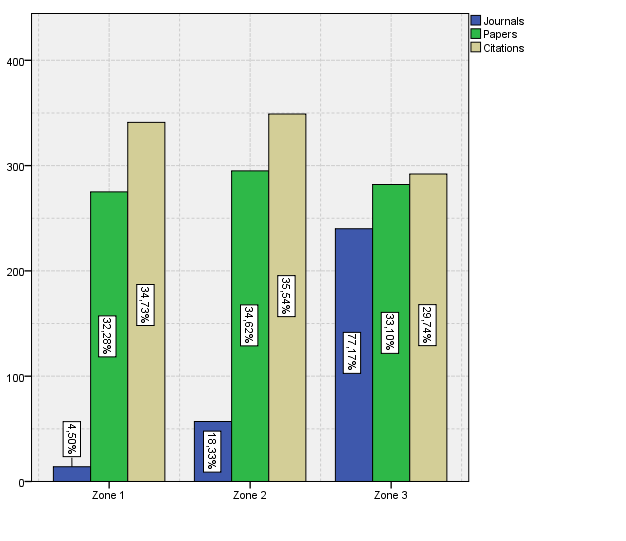 Journals
Papers
Citations
400
300
200
100
0
4,50%
32,28%
34,73%
18,33%
34,62%
35,54%
77,17%
33,10%
29,74%
Zone 1
Zone 2
Zone 3